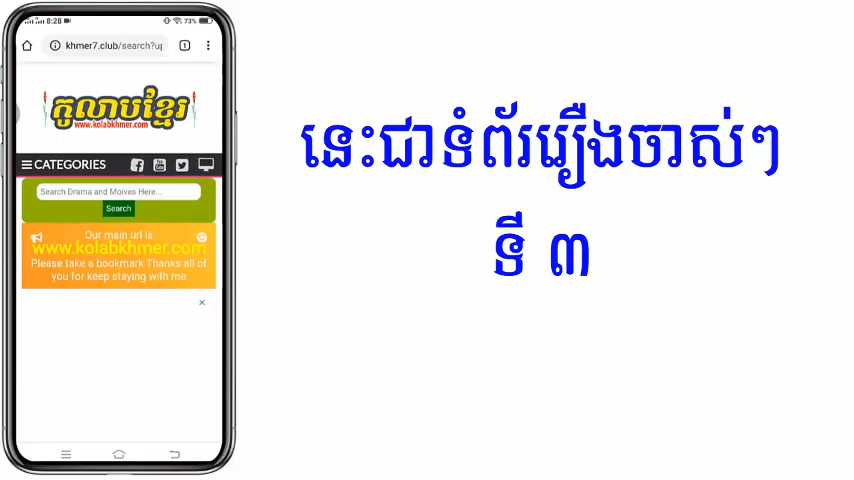 8:28
73%
khmer7.club/search?up
1
កូលាបខ្មែរ
www.kolabkhmer.com
CATEGORIES
Search Drama and Moives Here...
Search
Our main url is
www.kolabkhmer.com
Please take a bookmark Thanks all of
you for keep staying with me
នេះជាទំព័ររឿងចាស់ៗ
ទី ៣